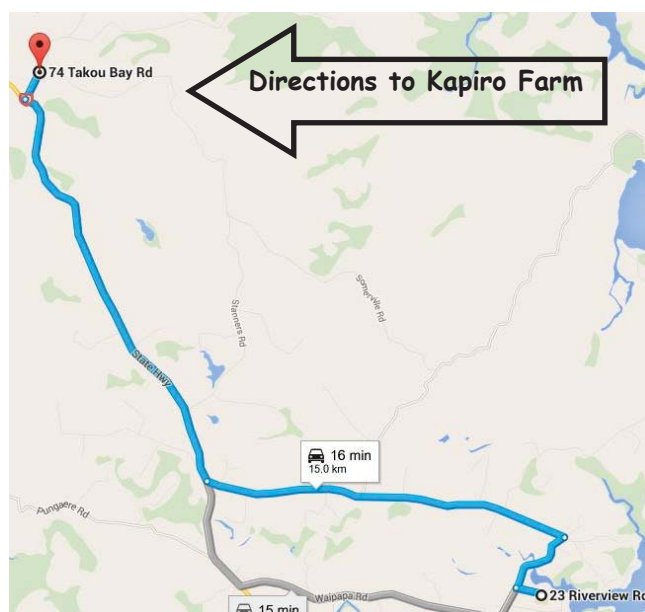 74 Takou Bay Rd
Directions to Kapiro Farm
Stanners Rd
Somerville Rd
State Hwy
16 min
15.0 km
Pungaere Rd
Waipapa Rd
15 min
23 Riverview Rd